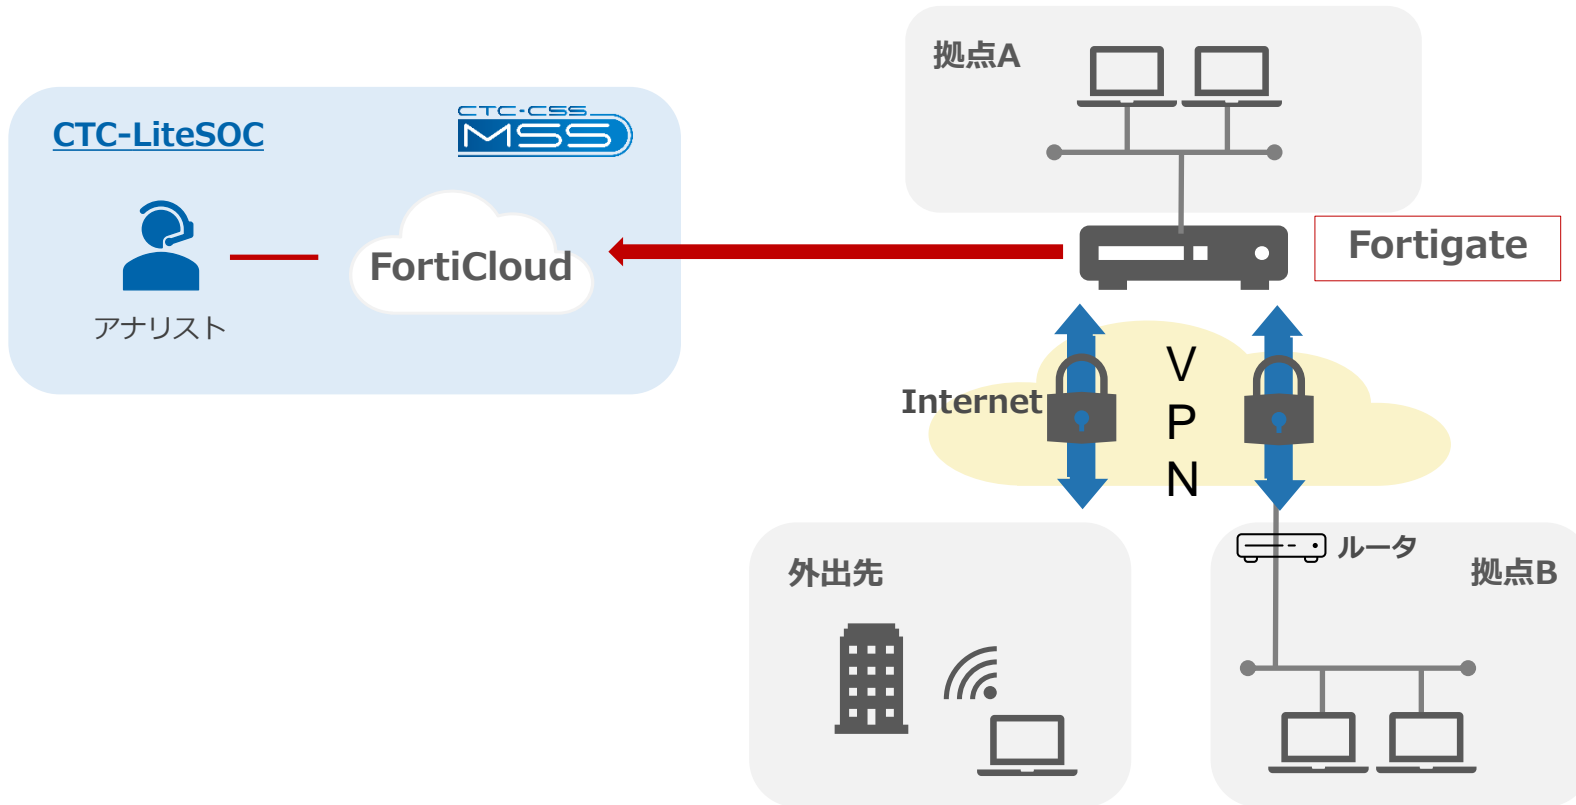 拠点A
CTC-LiteSOC
CTC-CSS
MSS
FortiCloud
アナリスト
Fortigate
Internet
V
P
N
外出先
ルータ
拠点B